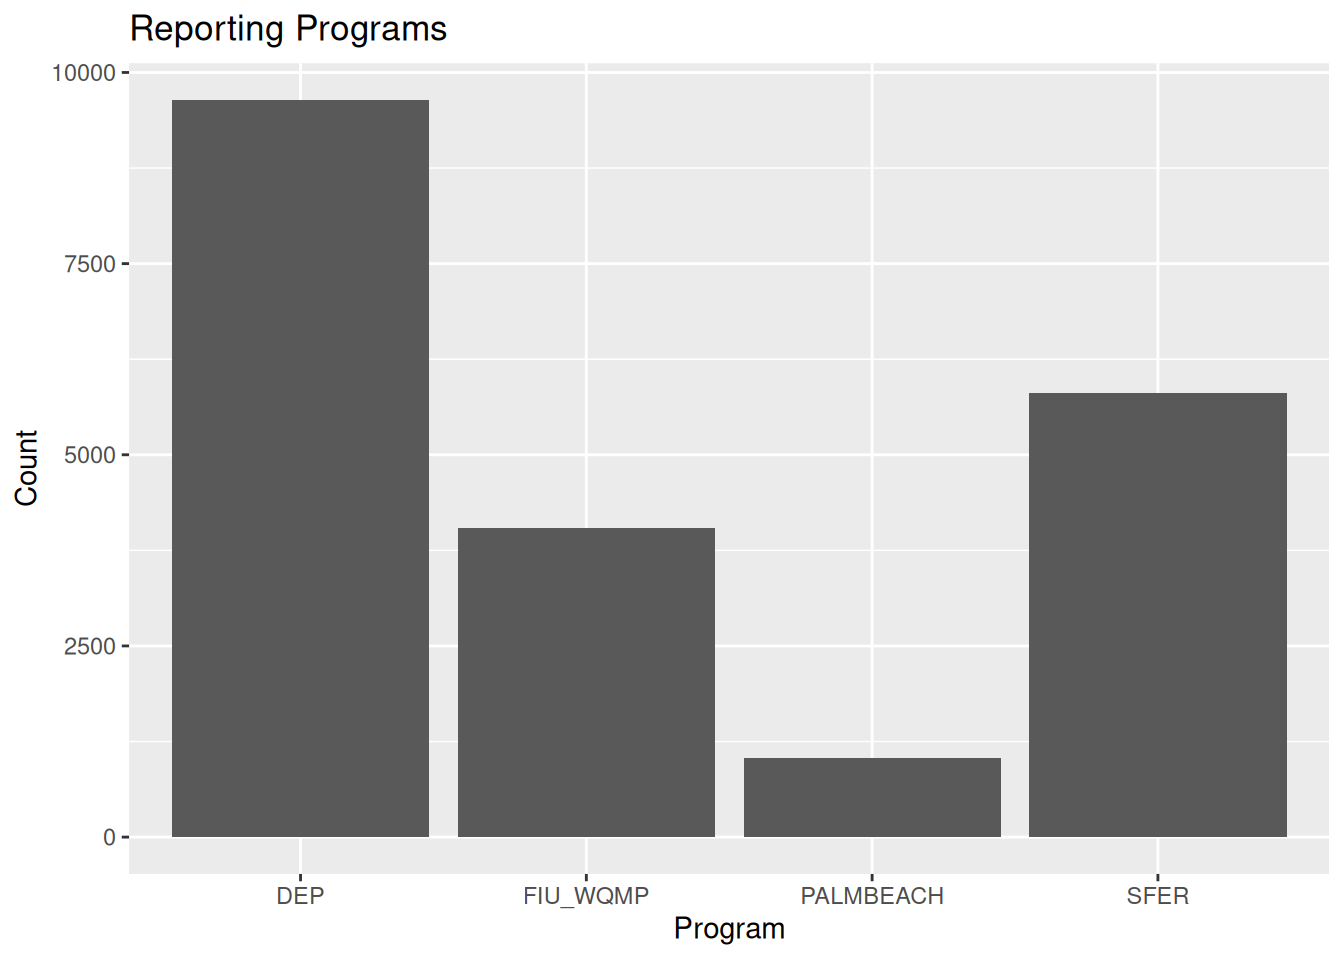 Reporting Programs
10000
7500
5000
2500
0
Count
DEP FIU_WQMP PALMBEACH SFER
Program